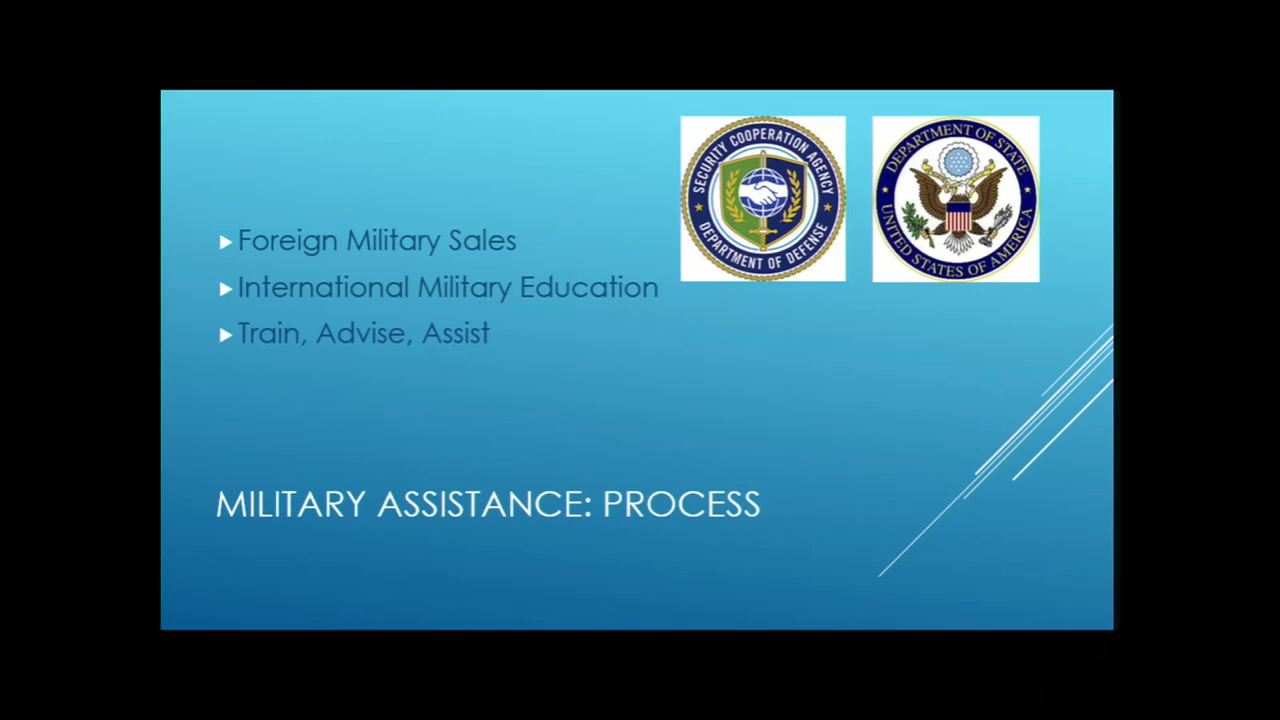 SECURITY COOPERATION AGENCY
DEPARTMENT OF DEFENSE
DEPARTMENT OF STATE
UNITED STATES OF AMERICA
Foreign Military Sales
International Military Education
Train, Advise, Assist
MILITARY ASSISTANCE: PROCESS